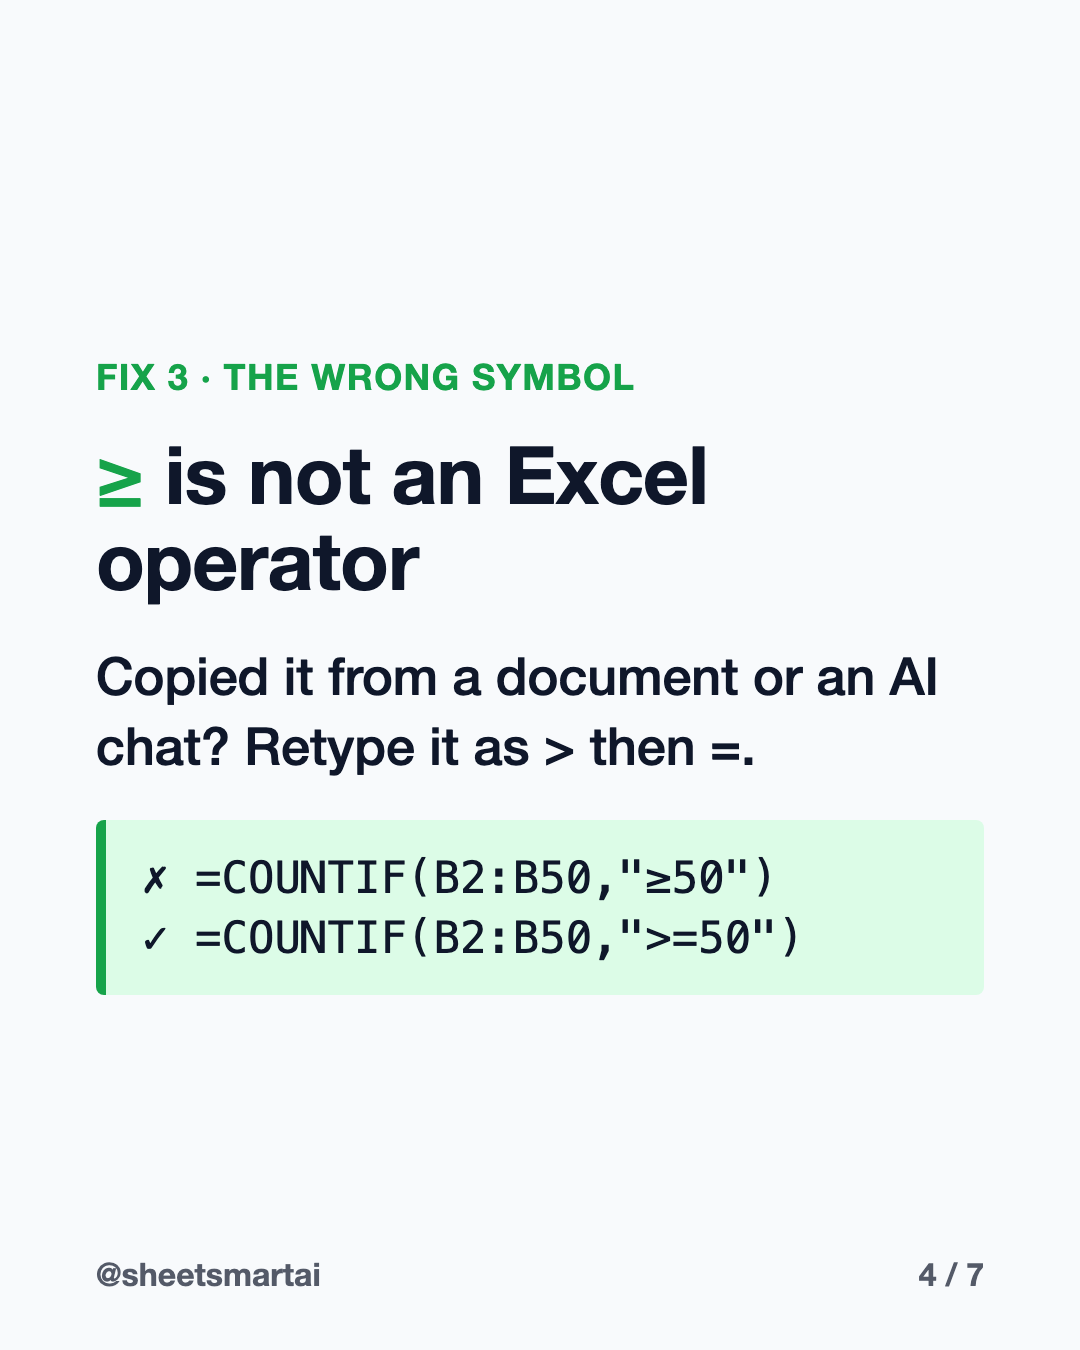 FIX 3 · THE WRONG SYMBOL
≥ is not an Excel
operator
Copied it from a document or an AI
chat? Retype it as > then =.
✗ =COUNTIF(B2:B50,"≥50")
✓ =COUNTIF(B2:B50,">=50")
@sheetsmartai
4 / 7